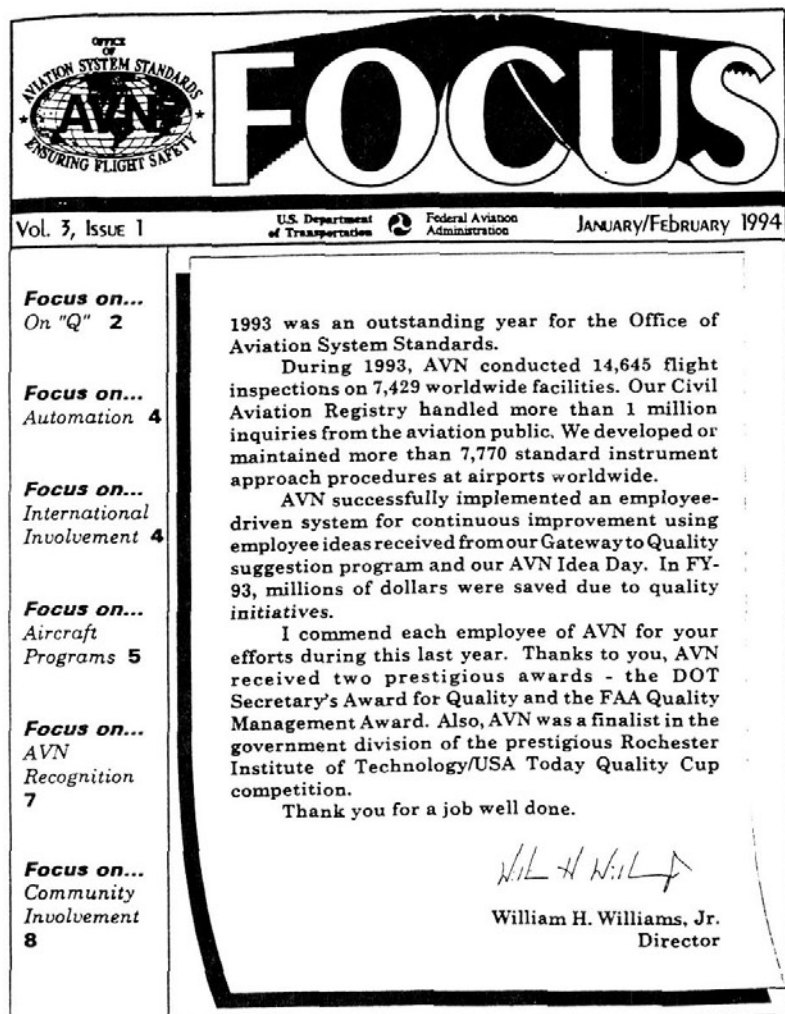 OFFICE
OF
AVIATION SYSTEM STANDARDS
AVN
ENSURING FLIGHT SAFETY
FOCUS
Vol. 3, Issue 1
U.S. Department
of Transportation
Federal Aviation
Administration
January/February 1994
Focus on...
On "Q" 2
Focus on...
Automation 4
Focus on...
International
Involvement 4
Focus on...
Aircraft
Programs 5
Focus on...
AVN
Recognition
7
Focus on...
Community
Involvement
8
1993 was an outstanding year for the Office of
Aviation System Standards.
During 1993, AVN conducted 14,645 flight
inspections on 7,429 worldwide facilities. Our Civil
Aviation Registry handled more than 1 million
inquiries from the aviation public. We developed or
maintained more than 7,770 standard instrument
approach procedures at airports worldwide.
AVN successfully implemented an employee-
driven system for continuous improvement using
employee ideas received from our Gateway to Quality
suggestion program and our AVN Idea Day. In FY-
93, millions of dollars were saved due to quality
initiatives.
I commend each employee of AVN for your
efforts during this last year. Thanks to you, AVN
received two prestigious awards - the DOT
Secretary's Award for Quality and the FAA Quality
Management Award. Also, AVN was a finalist in the
government division of the prestigious Rochester
Institute of Technology/USA Today Quality Cup
competition.
Thank you for a job well done.
William H. Williams, Jr.
Director